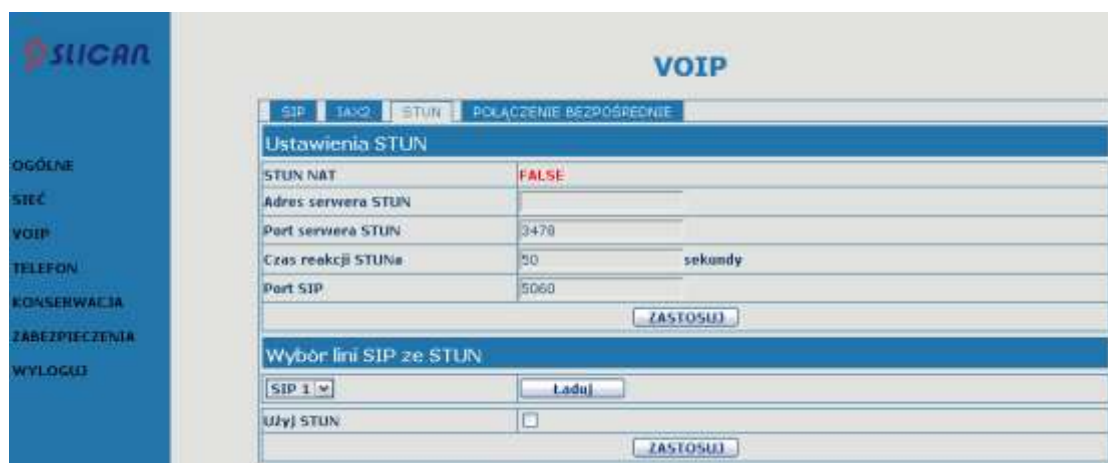 SLICAN
OGÓLNE
SIEĆ
VOIP
TELEFON
KONSERWACJA
ZABEZPIECZENIA
WYLOGUJ
VOIP
SIP IAX2 STUN POŁĄCZENIE BEZPOŚREDNIE
Ustawienia STUN
STUN NAT FALSE
Adres serwera STUN
Port serwera STUN 3478
Czas reakcji STUNa 50 sekundy
Port SIP 5060
ZASTOSUJ
Wybór lini SIP ze STUN
SIP 1 Ładuj
Użyj STUN
ZASTOSUJ